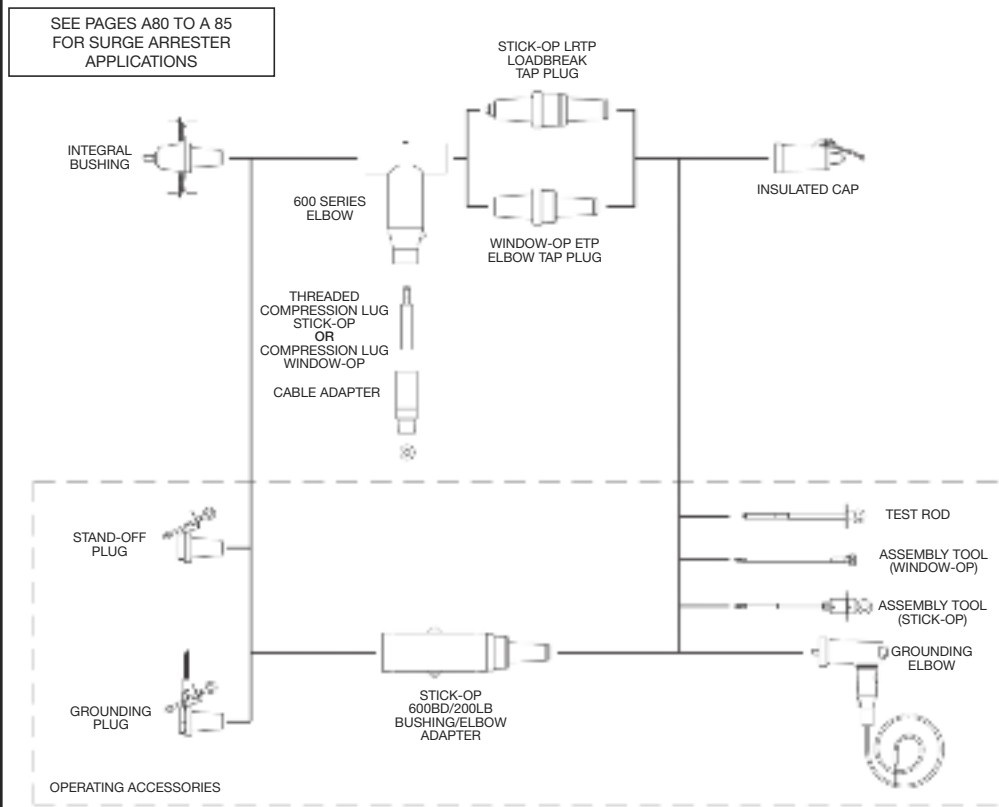 SEE PAGES A80 TO A 85
FOR SURGE ARRESTER
APPLICATIONS
STICK-OP LRTP
LOADBREAK
TAP PLUG
INTEGRAL
BUSHING
600 SERIES
ELBOW
INSULATED CAP
WINDOW-OP ETP
ELBOW TAP PLUG
THREADED
COMPRESSION LUG
STICK-OP
OR
COMPRESSION LUG
WINDOW-OP
CABLE ADAPTER
STAND-OFF
PLUG
TEST ROD
ASSEMBLY TOOL
(WINDOW-OP)
ASSEMBLY TOOL
(STICK-OP)
GROUNDING
ELBOW
GROUNDING
PLUG
STICK-OP
600BD/200LB
BUSHING/ELBOW
ADAPTER
OPERATING ACCESSORIES